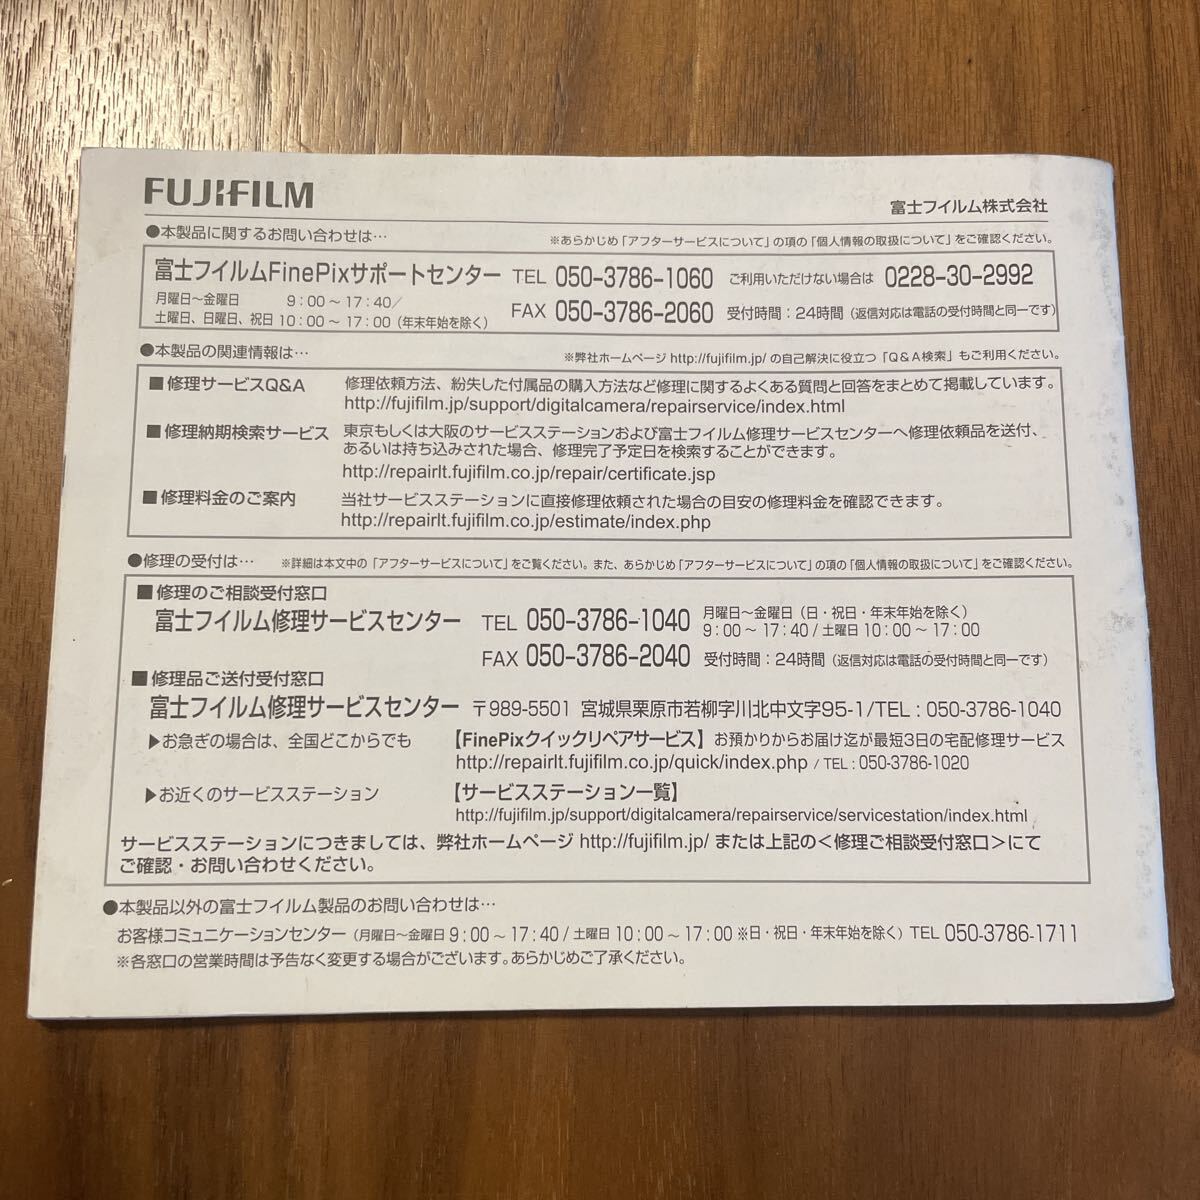 FUJIFILM
富士フイルム株式会社
●本製品に関するお問い合わせは…
※あらかじめ「アフターサービスについて」の項の「個人情報の取扱について」をご確認ください。
富士フイルムFinePixサポートセンター TEL 050-3786-1060 ご利用いただけない場合は 0228-30-2992
月曜日〜金曜日 9:00〜17:40/
土曜日、日曜日、祝日 10:00〜17:00(年末年始を除く)
FAX 050-3786-2060 受付時間:24時間(返信対応は電話の受付時間と同一です)
●本製品の関連情報は…
※弊社ホームページ http://fujifilm.jp/ の自己解決に役立つ「Q&A検索」もご利用ください。
■修理サービスQ&A 修理依頼方法、紛失した付属品の購入方法など修理に関するよくある質問と回答をまとめて掲載しています。
http://fujifilm.jp/support/digitalcamera/repairservice/index.html
■修理納期検索サービス 東京もしくは大阪のサービスステーションおよび富士フイルム修理サービスセンターへ修理依頼品を送付、
あるいは持ち込みされた場合、修理完了予定日を検索することができます。
http://repairlt.fujifilm.co.jp/repair/certificate.jsp
■修理料金のご案内 当社サービスステーションに直接修理依頼された場合の目安の修理料金を確認できます。
http://repairlt.fujifilm.co.jp/estimate/index.php
●修理の受付は… ※詳細は本文中の「アフターサービスについて」をご覧ください。また、あらかじめ「アフターサービスについて」の項の「個人情報の取扱について」をご確認ください。
■修理のご相談受付窓口
富士フイルム修理サービスセンター TEL 050-3786-1040 月曜日〜金曜日(日・祝日・年末年始を除く)
9:00〜17:40/土曜日10:00〜17:00
FAX 050-3786-2040 受付時間:24時間(返信対応は電話の受付時間と同一です)
■修理品ご送付受付窓口
富士フイルム修理サービスセンター 〒989-5501 宮城県栗原市若柳字川北中文字95-1/TEL:050-3786-1040
▶お急ぎの場合は、全国どこからでも 【FinePixクイックリペアサービス】お預かりからお届け迄が最短3日の宅配修理サービス
http://repairlt.fujifilm.co.jp/quick/index.php / TEL:050-3786-1020
▶お近くのサービスステーション 【サービスステーション一覧】
http://fujifilm.jp/support/digitalcamera/repairservice/servicestation/index.html
サービスステーションにつきましては、弊社ホームページ http://fujifilm.jp/ または上記の<修理ご相談受付窓口>にて
ご確認・お問い合わせください。
●本製品以外の富士フイルム製品のお問い合わせは…
お客様コミュニケーションセンター(月曜日〜金曜日 9:00〜17:40/土曜日 10:00〜17:00 ※日・祝日・年末年始を除く) TEL 050-3786-1711
※各窓口の営業時間は予告なく変更する場合がございます。あらかじめご了承ください。